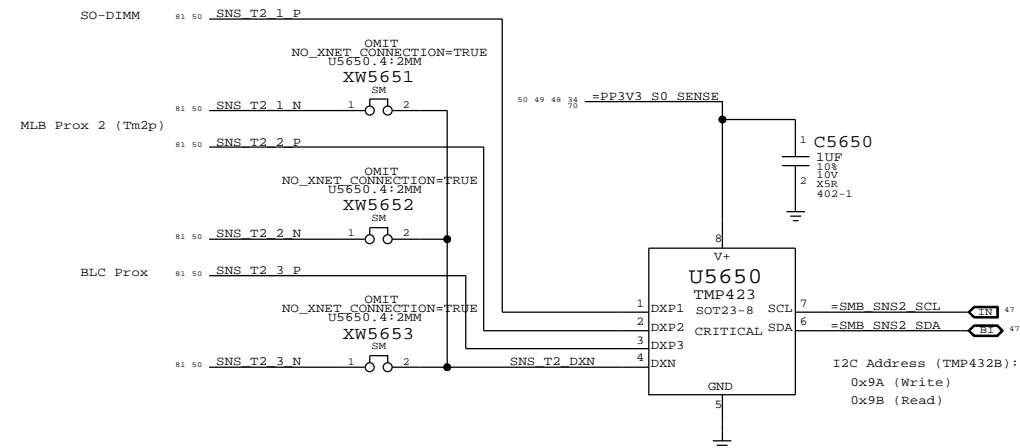 SO-DIMM 81 50 SNS_T2_1_P
OMIT
NO_XNET_CONNECTION=TRUE
U5650.4:2MM
XW5651
SM
81 50 SNS_T2_1_N 1 2
MLB Prox 2 (Tm2p)
81 50 SNS_T2_2_P
OMIT
NO_XNET_CONNECTION=TRUE
U5650.4:2MM
XW5652
SM
81 50 SNS_T2_2_N 1 2
BLC Prox 81 50 SNS_T2_3_P
OMIT
NO_XNET_CONNECTION=TRUE
U5650.4:2MM
XW5653
SM
81 50 SNS_T2_3_N 1 2
SNS_T2_DXN
50 49 48 34 =PP3V3_S0_SENSE
70
1 C5650
1UF
10%
10V
2 X5R
402-1
8
V+
U5650
TMP423
SOT23-8
CRITICAL
1 DXP1
2 DXP2
3 DXP3
4 DXN
SCL 7 =SMB_SNS2_SCL IN 47
SDA 6 =SMB_SNS2_SDA BI 47
GND
5
I2C Address (TMP432B):
0x9A (Write)
0x9B (Read)